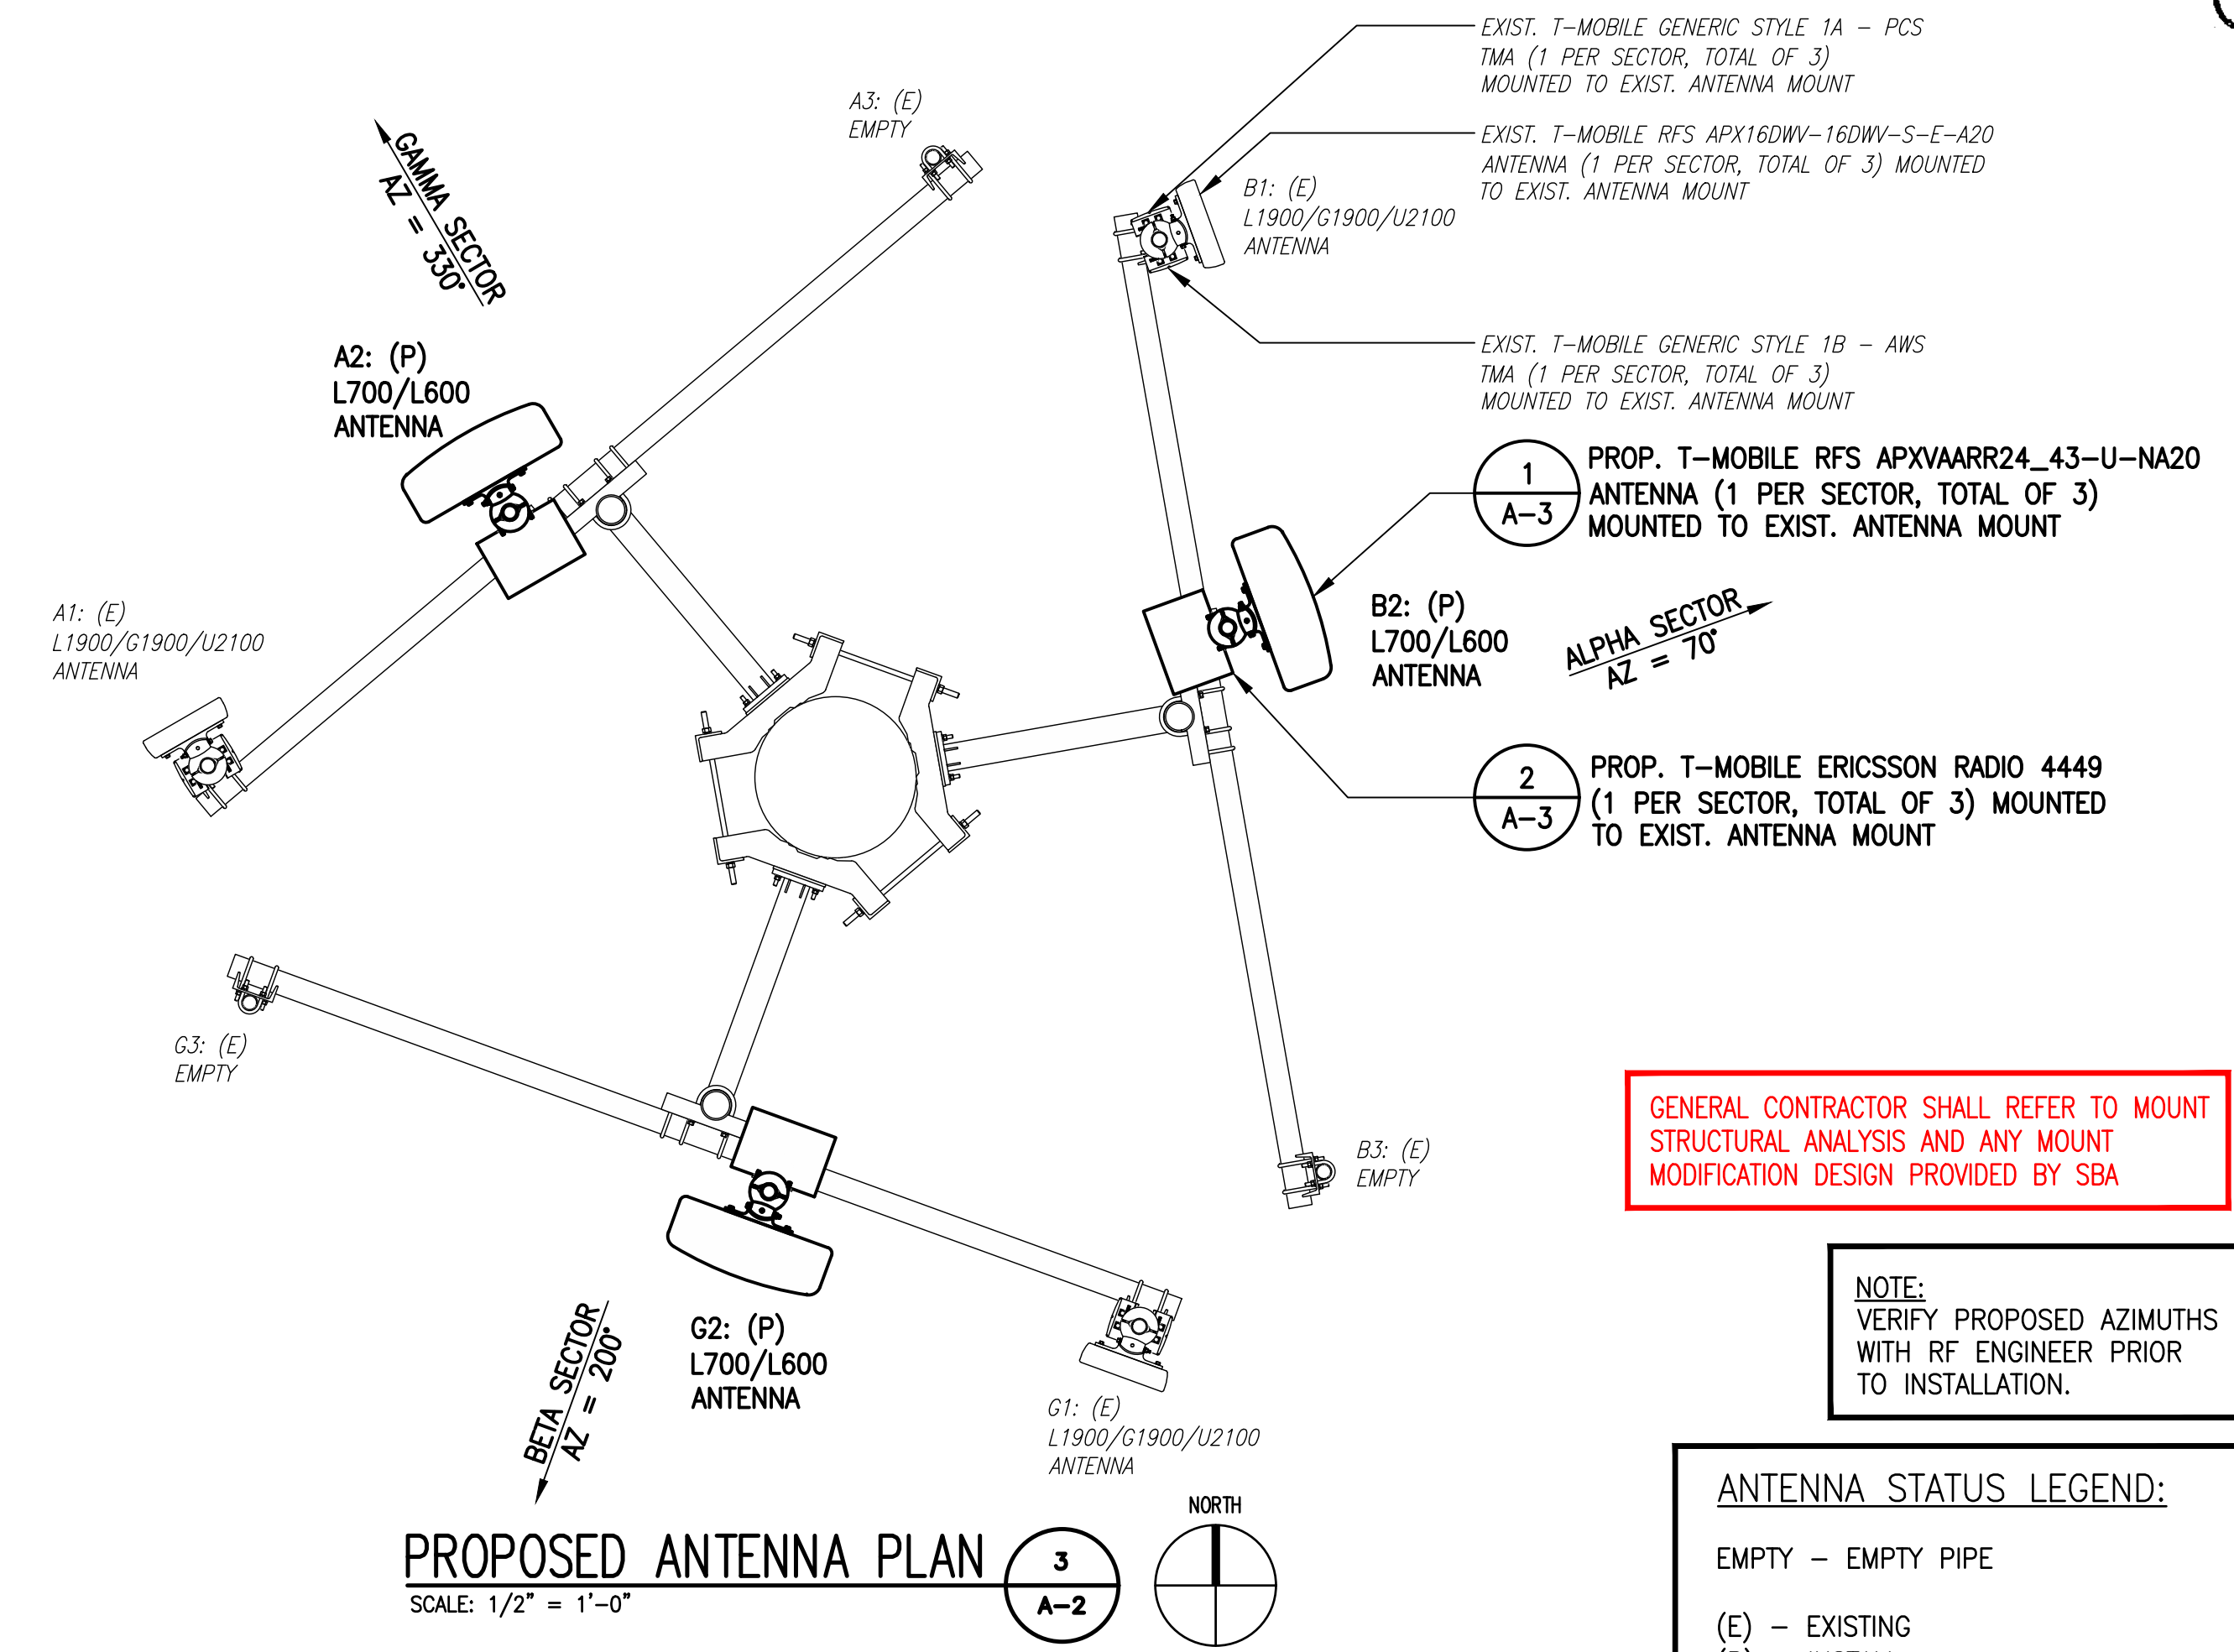 EXIST. T-MOBILE GENERIC STYLE 1A - PCS
TMA (1 PER SECTOR, TOTAL OF 3)
MOUNTED TO EXIST. ANTENNA MOUNT
A3: (E)
EMPTY
EXIST. T-MOBILE RFS APX16DWV-16DWV-S-E-A20
ANTENNA (1 PER SECTOR, TOTAL OF 3) MOUNTED
TO EXIST. ANTENNA MOUNT
GAMMA SECTOR
AZ = 330°
B1: (E)
L1900/G1900/U2100
ANTENNA
EXIST. T-MOBILE GENERIC STYLE 1B - AWS
TMA (1 PER SECTOR, TOTAL OF 3)
MOUNTED TO EXIST. ANTENNA MOUNT
A2: (P)
L700/L600
ANTENNA
1
A-3
PROP. T-MOBILE RFS APXVAARR24_43-U-NA20
ANTENNA (1 PER SECTOR, TOTAL OF 3)
MOUNTED TO EXIST. ANTENNA MOUNT
A1: (E)
L1900/G1900/U2100
ANTENNA
B2: (P)
L700/L600
ANTENNA
ALPHA SECTOR
AZ = 70°
2
A-3
PROP. T-MOBILE ERICSSON RADIO 4449
(1 PER SECTOR, TOTAL OF 3) MOUNTED
TO EXIST. ANTENNA MOUNT
G3: (E)
EMPTY
B3: (E)
EMPTY
GENERAL CONTRACTOR SHALL REFER TO MOUNT
STRUCTURAL ANALYSIS AND ANY MOUNT
MODIFICATION DESIGN PROVIDED BY SBA
NOTE:
VERIFY PROPOSED AZIMUTHS
WITH RF ENGINEER PRIOR
TO INSTALLATION.
BETA SECTOR
AZ = 200°
G2: (P)
L700/L600
ANTENNA
G1: (E)
L1900/G1900/U2100
ANTENNA
ANTENNA STATUS LEGEND:
EMPTY - EMPTY PIPE
(E) - EXISTING
NORTH
PROPOSED ANTENNA PLAN
SCALE: 1/2" = 1'-0"
3
A-2